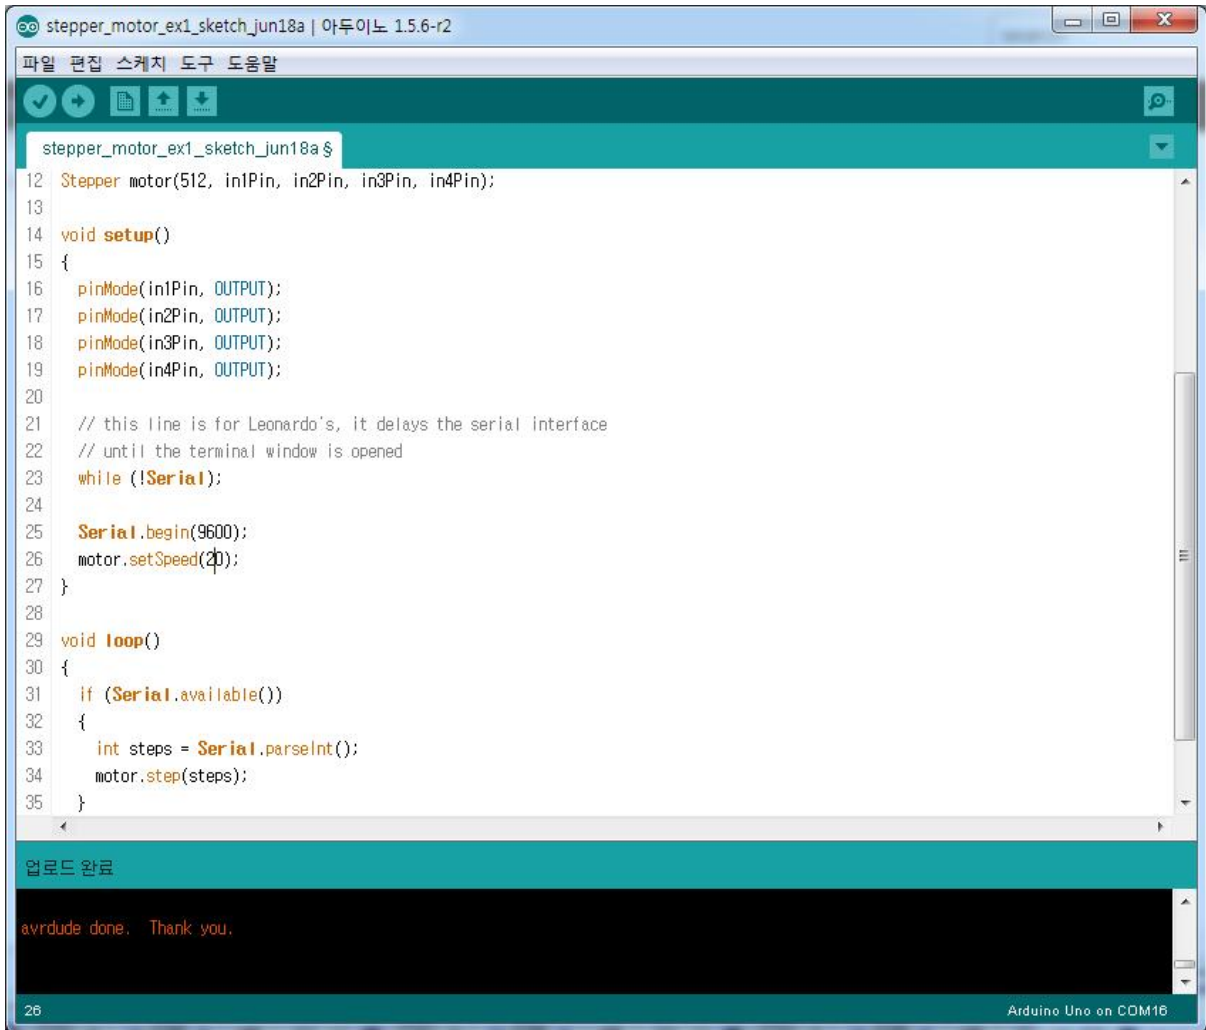 stepper_motor_ex1_sketch_jun18a | 아두이노 1.5.6-r2
파일 편집 스케치 도구 도움말
stepper_motor_ex1_sketch_jun18a §
12 Stepper motor(512, in1Pin, in2Pin, in3Pin, in4Pin);
13
14 void setup()
15 {
16 pinMode(in1Pin, OUTPUT);
17 pinMode(in2Pin, OUTPUT);
18 pinMode(in3Pin, OUTPUT);
19 pinMode(in4Pin, OUTPUT);
20
21 // this line is for Leonardo's, it delays the serial interface
22 // until the terminal window is opened
23 while (!Serial);
24
25 Serial.begin(9600);
26 motor.setSpeed(20);
27 }
28
29 void loop()
30 {
31 if (Serial.available())
32 {
33 int steps = Serial.parseInt();
34 motor.step(steps);
35 }
업로드 완료
avrdude done. Thank you.
26 Arduino Uno on COM16